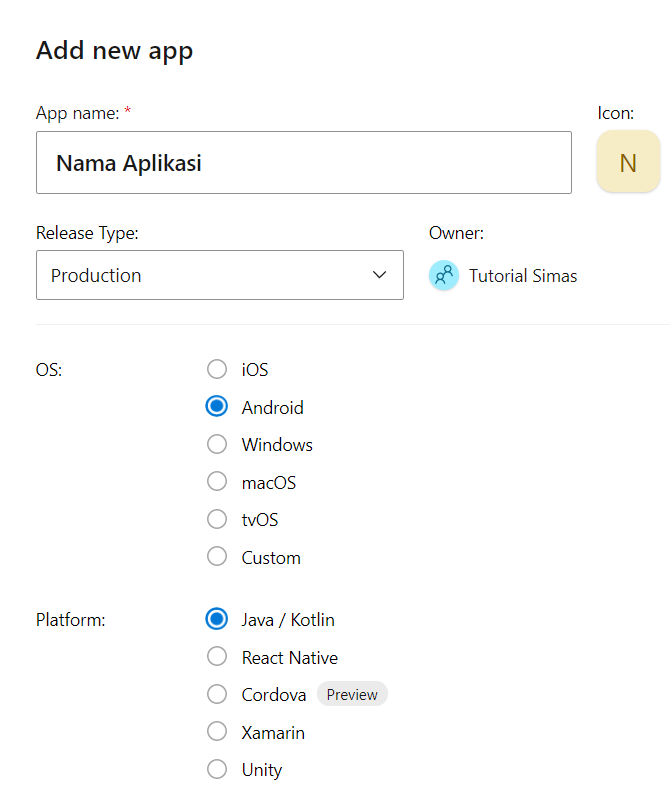 Add new app
App name: *
Icon:
Nama Aplikasi
N
Release Type:
Owner:
Production
Tutorial Simas
OS:
iOS
Android
Windows
macOS
tvOS
Custom
Platform:
Java / Kotlin
React Native
Cordova Preview
Xamarin
Unity